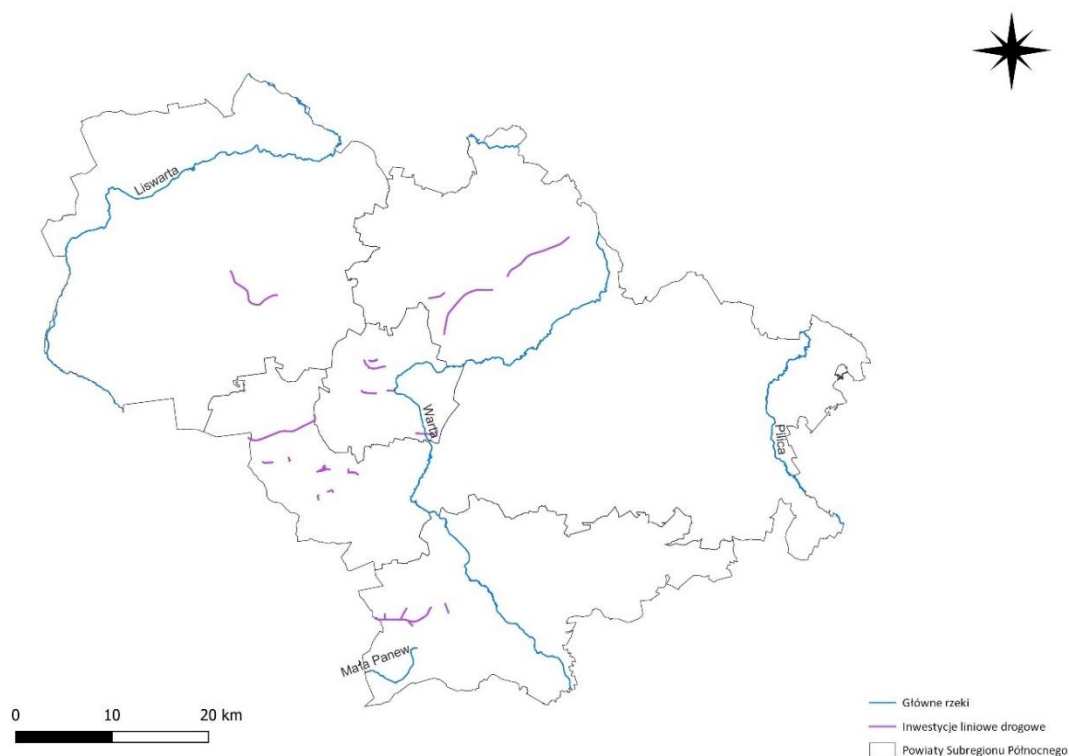 Liswarta
Warta
Pilica
Mała Panew
0 10 20 km
Główne rzeki
Inwestycje liniowe drogowe
Powiaty Subregionu Północnego